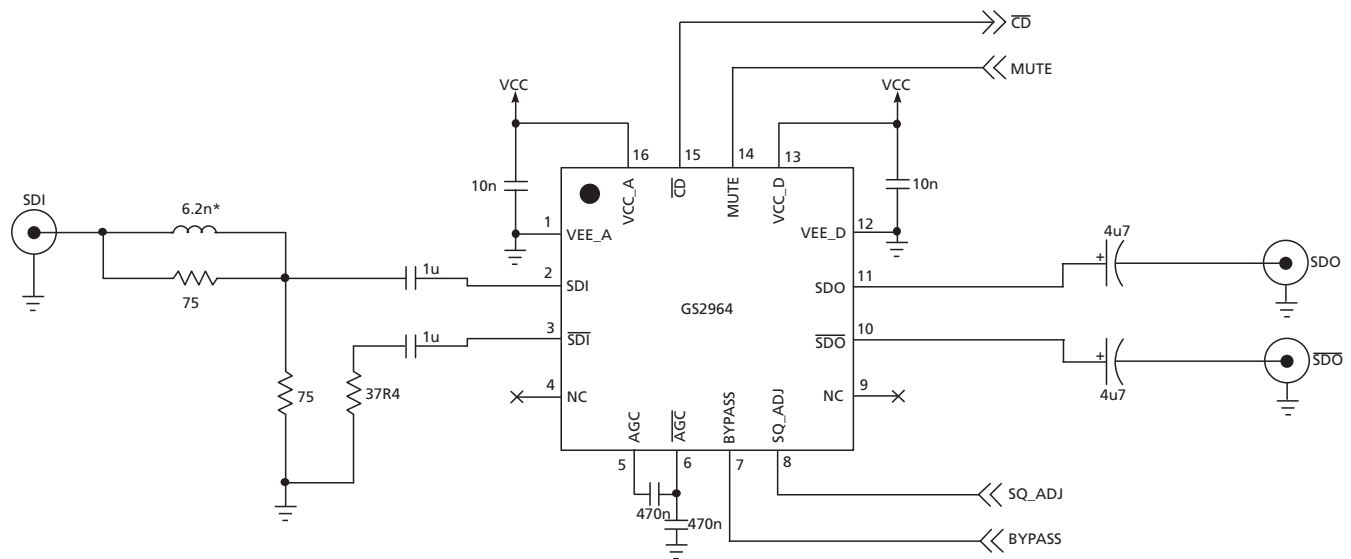 CD
MUTE
VCC
VCC
16
15
14
13
10n
10n
VCC_A
CD
MUTE
VCC_D
SDI
6.2n*
75
1
VEE_A
12
VEE_D
4u7
+
SDO
2
SDI
1u
11
SDO
GS2964
3
SDI
1u
10
SDO
+
4u7
SDO
75
37R4
4
NC
9
NC
AGC
AGC
BYPASS
SQ_ADJ
5
6
7
8
470n
470n
SQ_ADJ
BYPASS